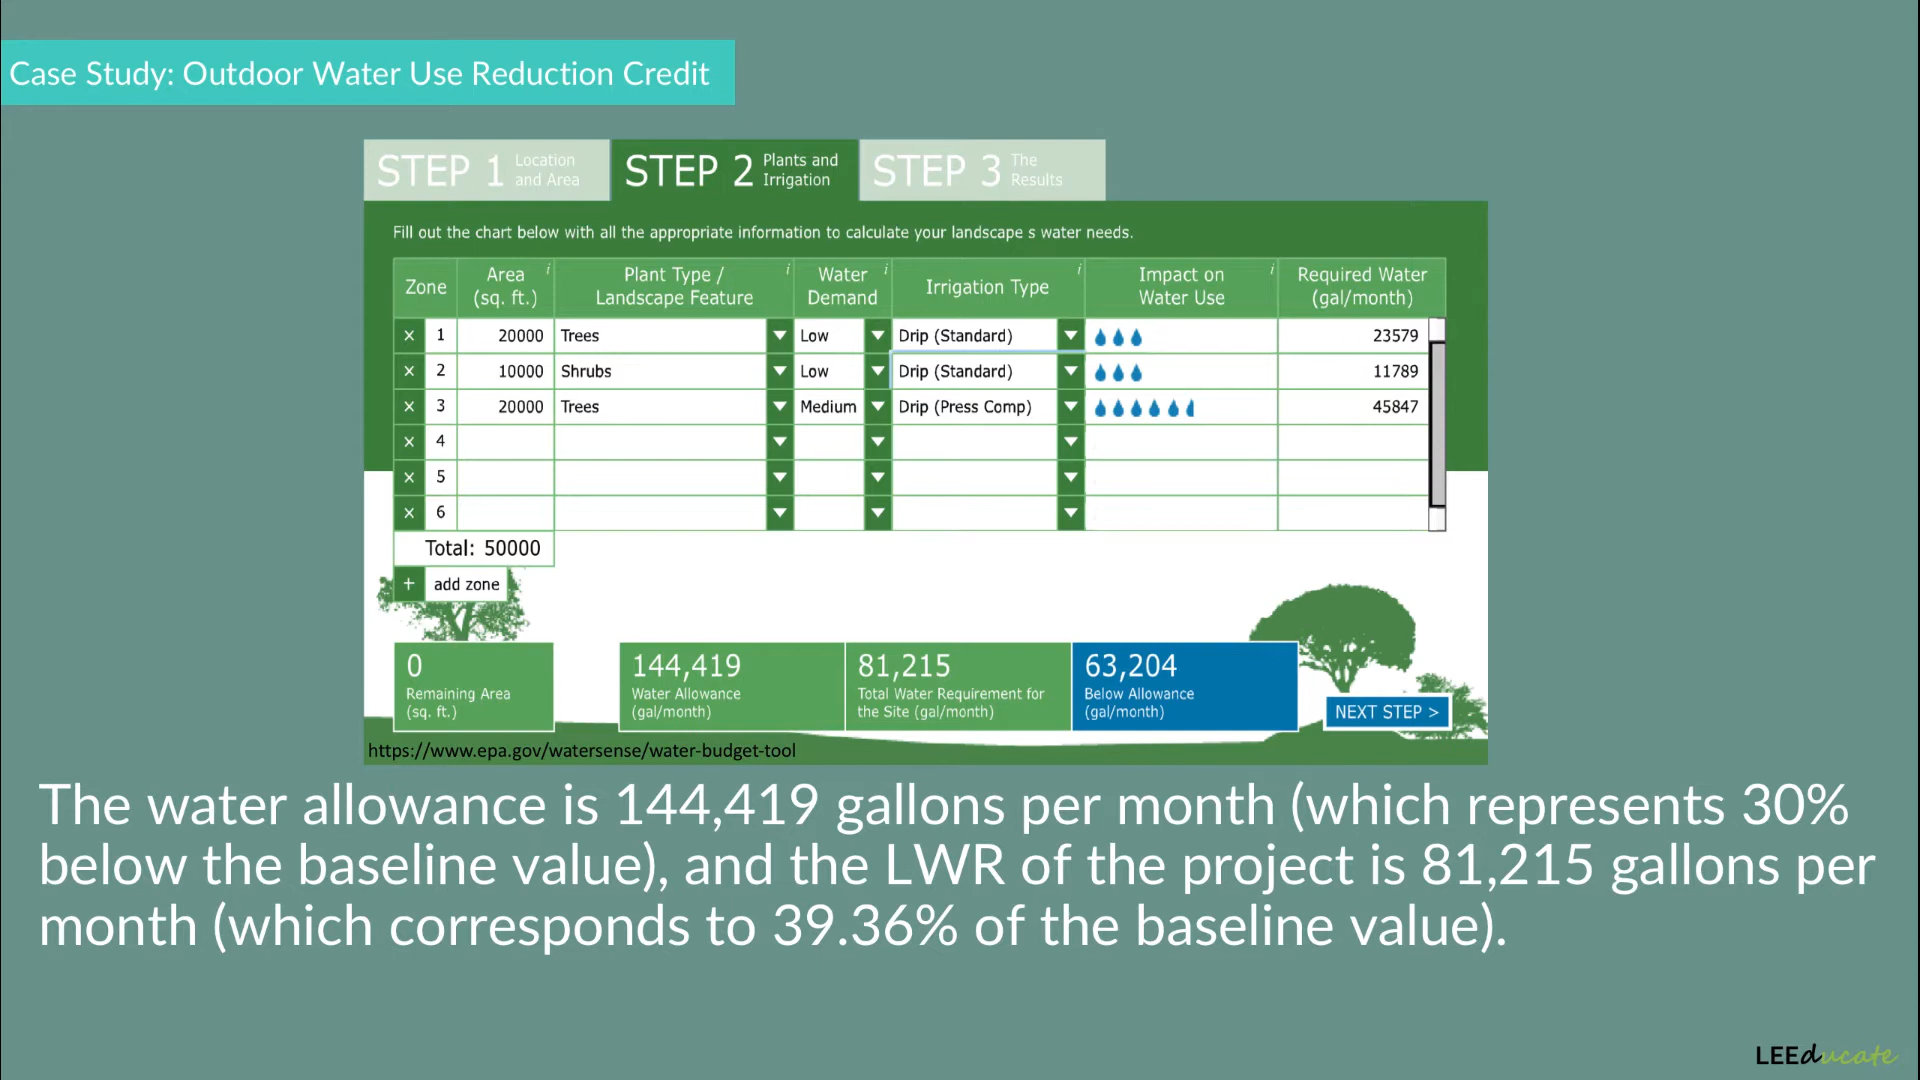 Case Study: Outdoor Water Use Reduction Credit
STEP 1 Location and Area
STEP 2 Plants and Irrigation
STEP 3 The Results
Fill out the chart below with all the appropriate information to calculate your landscape s water needs.
Zone Area (sq. ft.) i Plant Type / Landscape Feature i Water Demand i Irrigation Type i Impact on Water Use i Required Water (gal/month)
x 1 20000 Trees Low Drip (Standard) 23579
x 2 10000 Shrubs Low Drip (Standard) 11789
x 3 20000 Trees Medium Drip (Press Comp) 45847
x 4
x 5
x 6
Total: 50000
+ add zone
0 Remaining Area (sq. ft.)
144,419 Water Allowance (gal/month)
81,215 Total Water Requirement for the Site (gal/month)
63,204 Below Allowance (gal/month)
NEXT STEP >
https://www.epa.gov/watersense/water-budget-tool
The water allowance is 144,419 gallons per month (which represents 30%
below the baseline value), and the LWR of the project is 81,215 gallons per
month (which corresponds to 39.36% of the baseline value).
LEEducate